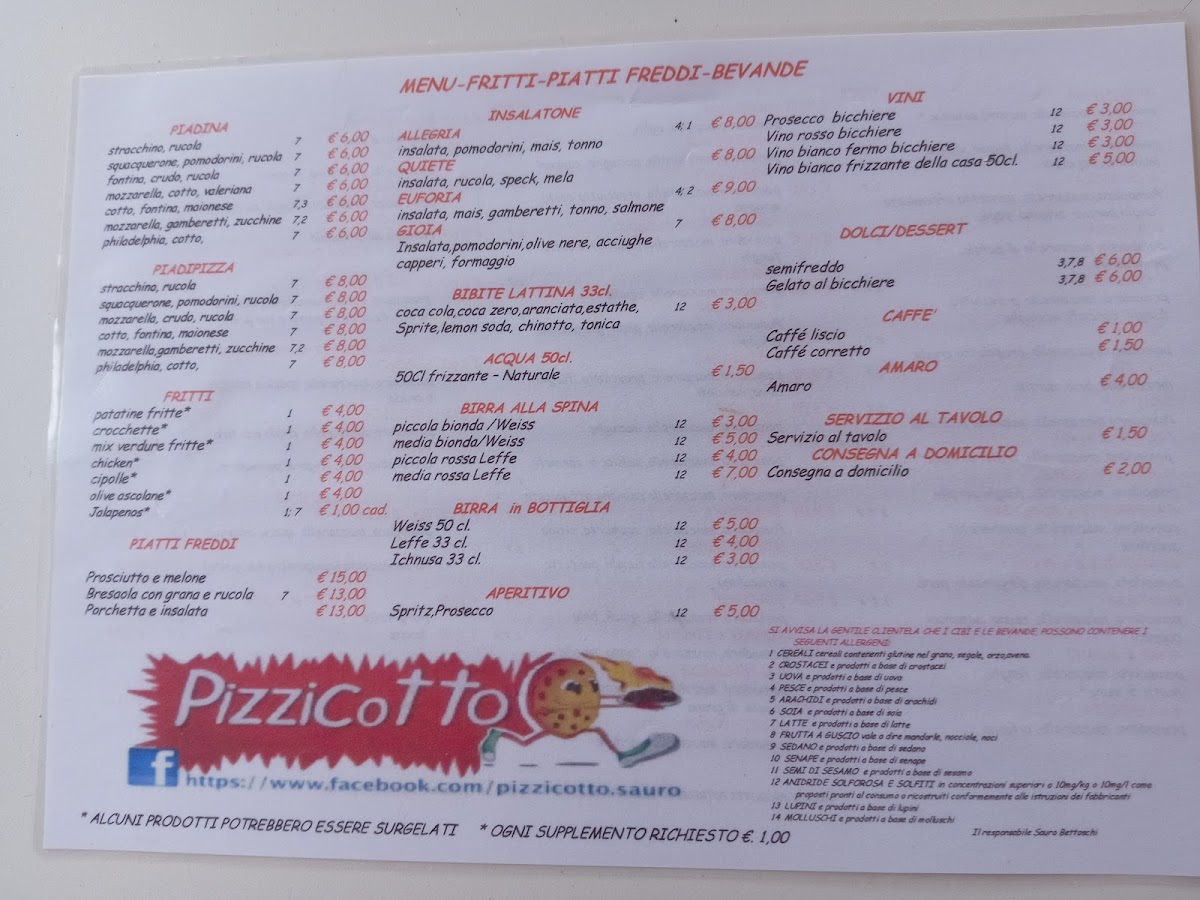 MENU-FRITTI-PIATTI FREDDI-BEVANDE
PIADINA
stracchino, rucola 7 € 6,00
squacquerone, pomodorini, rucola 7 € 6,00
fontina, crudo, rucola 7 € 6,00
mozzarella, cotto, valeriana 7 € 6,00
cotto, fontina, maionese 7,3 € 6,00
mozzarella, gamberetti, zucchine 7,2 € 6,00
philadelphia, cotto, 7 € 6,00
PIADIPIZZA
stracchino, rucola 7 € 8,00
squacquerone, pomodorini, rucola 7 € 8,00
mozzarella, crudo, rucola 7 € 8,00
cotto, fontina, maionese 7 € 8,00
mozzarella,gamberetti, zucchine 7,2 € 8,00
philadelphia, cotto, 7 € 8,00
FRITTI
patatine fritte* 1 € 4,00
crocchette* 1 € 4,00
mix verdure fritte* 1 € 4,00
chicken* 1 € 4,00
cipolle* 1 € 4,00
olive ascolane* 1 € 4,00
Jalapenos* 1; 7 € 1,00 cad.
PIATTI FREDDI
Prosciutto e melone € 15,00
Bresaola con grana e rucola 7 € 13,00
Porchetta e insalata € 13,00
INSALATONE
ALLEGRIA 4; 1 € 8,00
insalata, pomodorini, mais, tonno
QUIETE € 8,00
insalata, rucola, speck, mela
EUFORIA 4; 2 € 9,00
insalata, mais, gamberetti, tonno, salmone
GIOIA 7 € 8,00
Insalata,pomodorini,olive nere, acciughe
capperi, formaggio
BIBITE LATTINA 33cl.
coca cola,coca zero,aranciata,estathe, 12 € 3,00
Sprite,lemon soda, chinotto, tonica
ACQUA 50cl.
50Cl frizzante - Naturale € 1,50
BIRRA ALLA SPINA
piccola bionda /Weiss 12 € 3,00
media bionda/Weiss 12 € 5,00
piccola rossa Leffe 12 € 4,00
media rossa Leffe 12 € 7,00
BIRRA in BOTTIGLIA
Weiss 50 cl. 12 € 5,00
Leffe 33 cl. 12 € 4,00
Ichnusa 33 cl. 12 € 3,00
APERITIVO
Spritz,Prosecco 12 € 5,00
VINI
Prosecco bicchiere 12 € 3,00
Vino rosso bicchiere 12 € 3,00
Vino bianco fermo bicchiere 12 € 3,00
Vino bianco frizzante della casa 50cl. 12 € 5,00
DOLCI/DESSERT
semifreddo 3,7,8 € 6,00
Gelato al bicchiere 3,7,8 € 6,00
CAFFE'
Caffé liscio € 1,00
Caffé corretto € 1,50
AMARO
Amaro € 4,00
SERVIZIO AL TAVOLO
Servizio al tavolo € 1,50
CONSEGNA A DOMICILIO
Consegna a domicilio € 2,00
SI AVVISA LA GENTILE CLIENTELA CHE I CIBI E LE BEVANDE, POSSONO CONTENERE I
SEGUENTI ALLERGENI:
1 CEREALI cereali contenenti glutine nel grano, segale, orzo,avena.
2 CROSTACEI e prodotti a base di crostacei
3 UOVA e prodotti a base di uova
4 PESCE e prodotti a base di pesce
5 ARACHIDI e prodotti a base di arachidi
6 SOIA e prodotti a base di soia
7 LATTE e prodotti a base di latte
8 FRUTTA A GUSCIO vale a dire mandorle, nocciole, noci
9 SEDANO e prodotti a base di sedano
10 SENAPE e prodotti a base di senape
11 SEMI DI SESAMO e prodotti a base di sesamo
12 ANIDRIDE SOLFOROSA E SOLFITI in concentrazioni superiori a 10mg/kg o 10mg/l come
proposti pronti al consumo o ricostruiti conformemente alle istruzioni dei fabbricanti
13 LUPINI e prodotti a base di lupini
14 MOLLUSCHI e prodotti a base di molluschi
Il responsabile Sauro Bettoschi
PizzicoTTo
f https://www.facebook.com/pizzicotto.sauro
* ALCUNI PRODOTTI POTREBBERO ESSERE SURGELATI * OGNI SUPPLEMENTO RICHIESTO €. 1,00